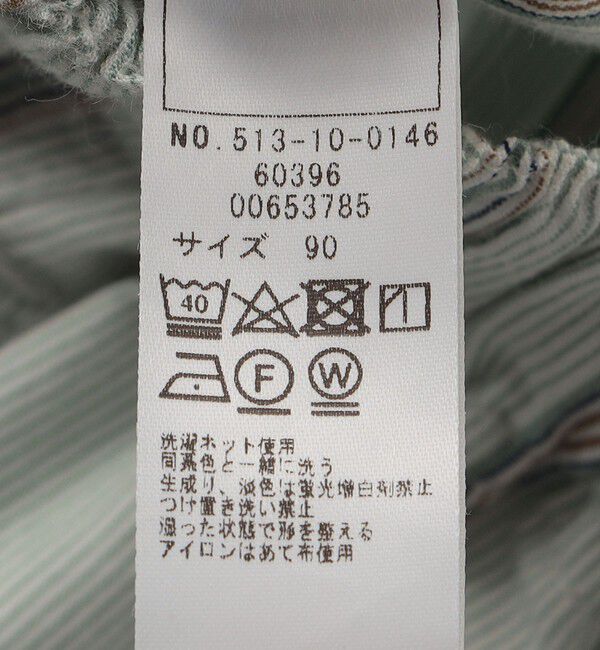 NO. 513-10-0146
60396
00653785
サイズ 90
40
F W
洗濯ネット使用
同系色と一緒に洗う
生成り、淡色は蛍光増白剤禁止
つけ置き洗い禁止
湿った状態で形を整える
アイロンはあて布使用